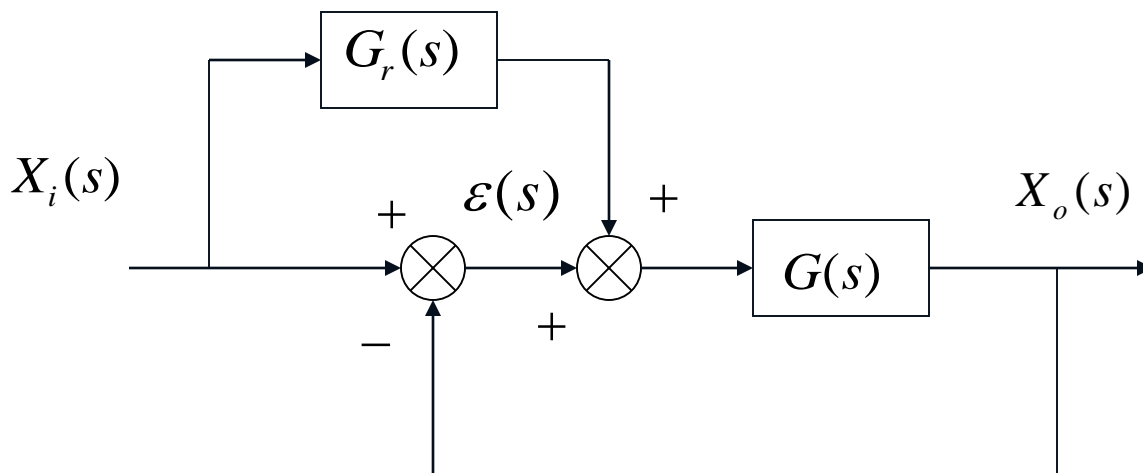 G_r(s)
X_i(s)
ε(s)
+
+
X_o(s)
G(s)
+
−